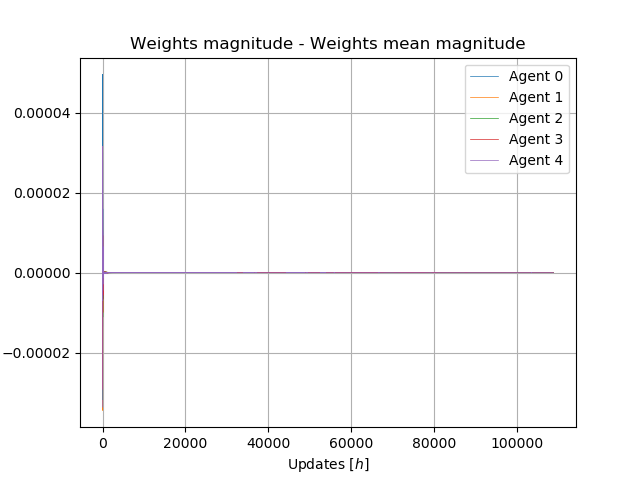 Weights magnitude - Weights mean magnitude
Agent 0
Agent 1
Agent 2
Agent 3
Agent 4
0.00004
0.00002
0.00000
−0.00002
0 20000 40000 60000 80000 100000
Updates [h]